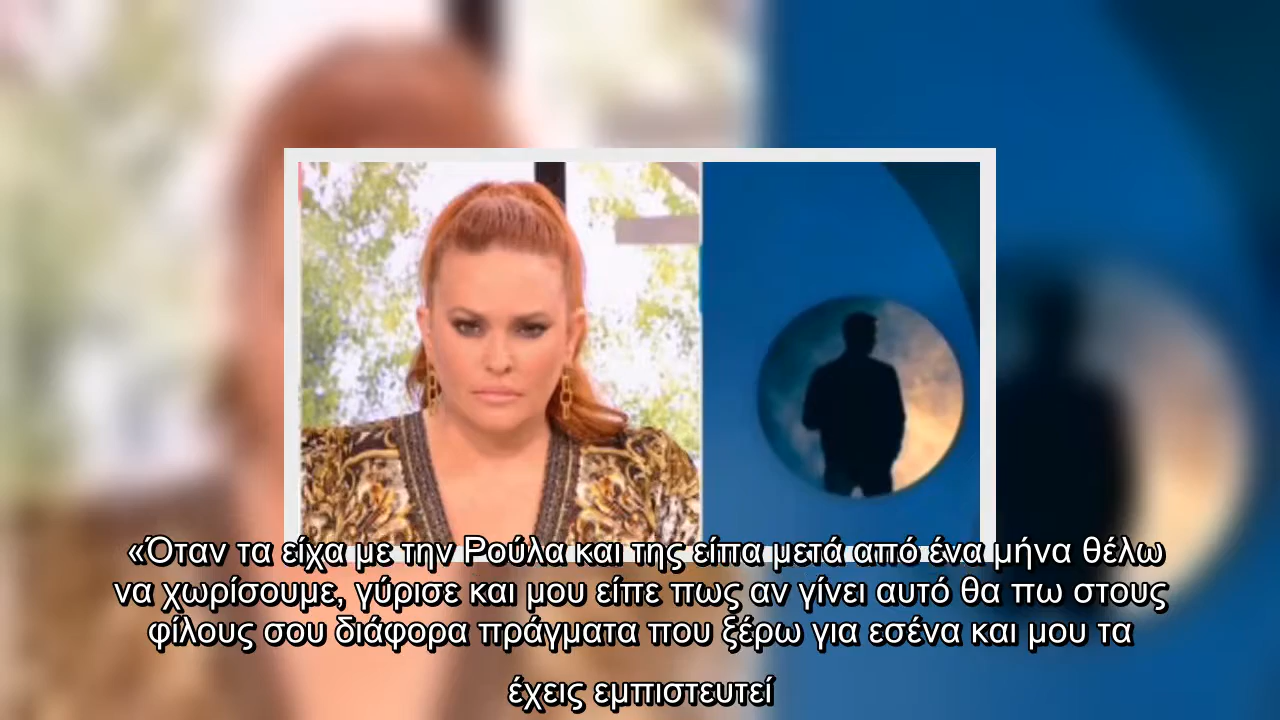 «Όταν τα είχα με την Ρούλα και της είπα μετά από ένα μήνα θέλω
να χωρίσουμε, γύρισε και μου είπε πως αν γίνει αυτό θα πω στους
φίλους σου διάφορα πράγματα που ξέρω για εσένα και μου τα
έχεις εμπιστευτεί